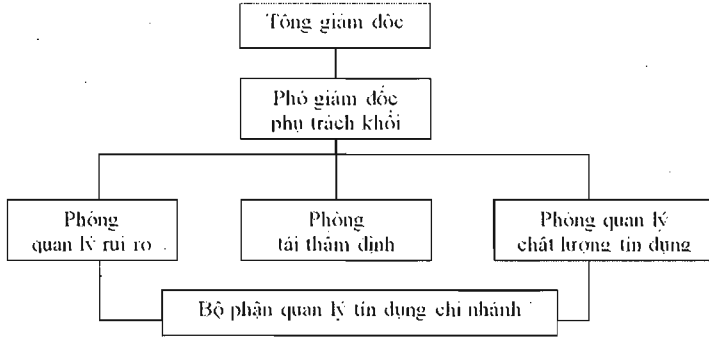 Tổng giám đốc
Phó giám đốc
phụ trách khối
Phòng
quản lý rủi ro
Phòng
tái thẩm định
Phòng quản lý
chất lượng tín dụng
Bộ phận quản lý tín dụng chi nhánh